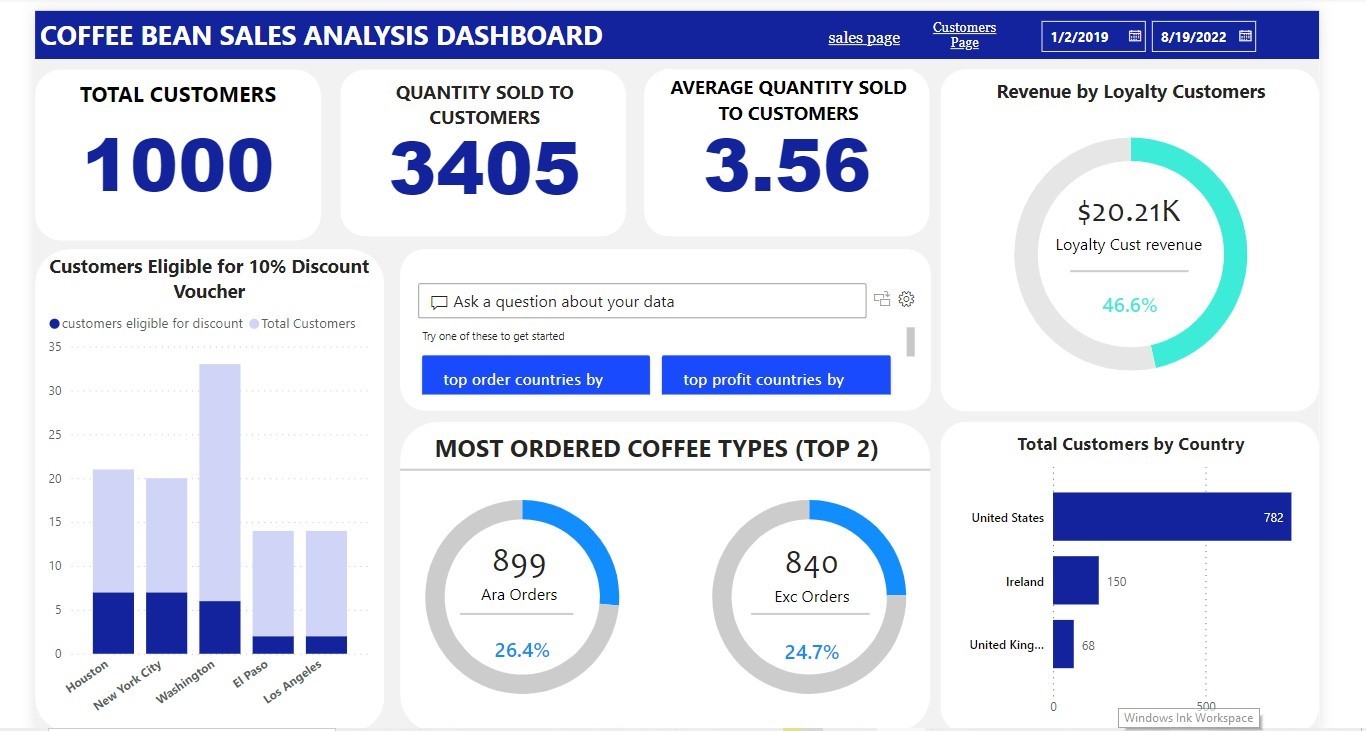 COFFEE BEAN SALES ANALYSIS DASHBOARD
sales page
Customers
Page
1/2/2019
8/19/2022
TOTAL CUSTOMERS
1000
QUANTITY SOLD TO
CUSTOMERS
3405
AVERAGE QUANTITY SOLD
TO CUSTOMERS
3.56
Revenue by Loyalty Customers
$20.21K
Loyalty Cust revenue
46.6%
Customers Eligible for 10% Discount
Voucher
customers eligible for discount
Total Customers
35
30
25
20
15
10
5
0
Houston
New York City
Washington
El Paso
Los Angeles
Ask a question about your data
Try one of these to get started
top order countries by
top profit countries by
MOST ORDERED COFFEE TYPES (TOP 2)
899
Ara Orders
26.4%
840
Exc Orders
24.7%
Total Customers by Country
United States
782
Ireland
150
United King...
68
0
500
Windows Ink Workspace